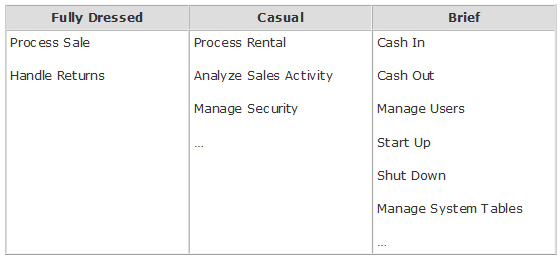 Fully Dressed Casual Brief
Process Sale Process Rental Cash In
Handle Returns Analyze Sales Activity Cash Out
Manage Security Manage Users
… Start Up
Shut Down
Manage System Tables
…